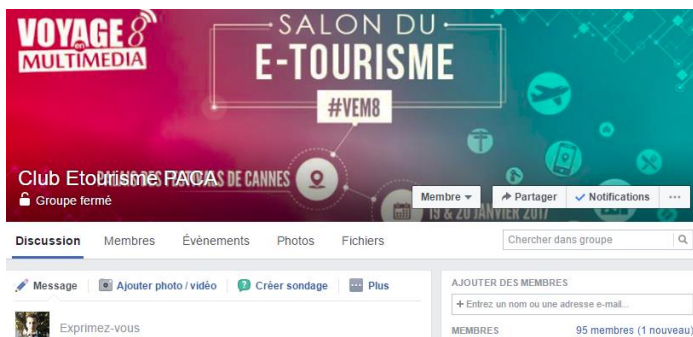 VOYAGE 8
en
MULTIMEDIA
SALON DU
E-TOURISME
#VEM8
Club Etourisme PACA
DE CANNES
Groupe fermé
Membre
Partager
Notifications
19 & 20 JANVIER 2017
Discussion
Membres
Événements
Photos
Fichiers
Chercher dans groupe
Message
Ajouter photo / vidéo
Créer sondage
Plus
Exprimez-vous
AJOUTER DES MEMBRES
+ Entrez un nom ou une adresse e-mail...
MEMBRES
95 membres (1 nouveau)